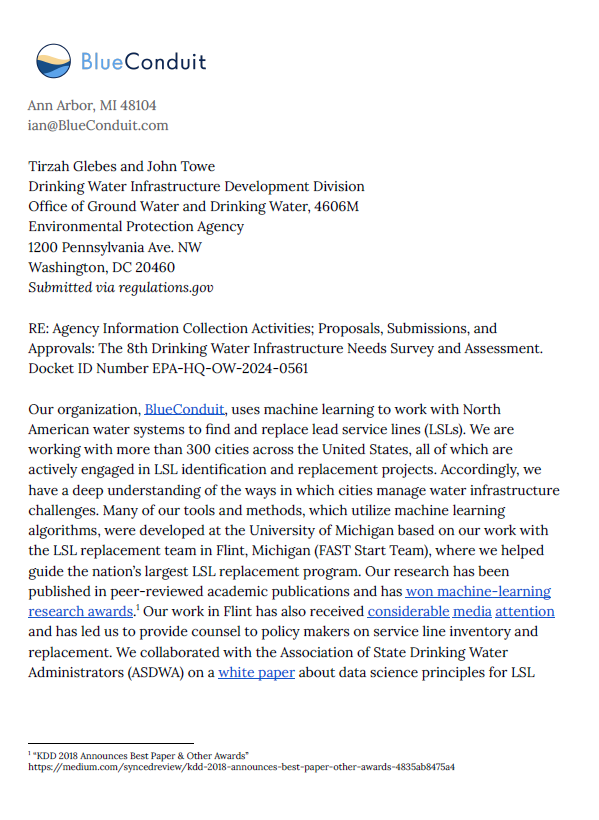 BlueConduit
Ann Arbor, MI 48104
ian@BlueConduit.com
Tirzah Glebes and John Towe
Drinking Water Infrastructure Development Division
Office of Ground Water and Drinking Water, 4606M
Environmental Protection Agency
1200 Pennsylvania Ave. NW
Washington, DC 20460
Submitted via regulations.gov
RE: Agency Information Collection Activities; Proposals, Submissions, and
Approvals: The 8th Drinking Water Infrastructure Needs Survey and Assessment.
Docket ID Number EPA-HQ-OW-2024-0561
Our organization, BlueConduit, uses machine learning to work with North
American water systems to find and replace lead service lines (LSLs). We are
working with more than 300 cities across the United States, all of which are
actively engaged in LSL identification and replacement projects. Accordingly, we
have a deep understanding of the ways in which cities manage water infrastructure
challenges. Many of our tools and methods, which utilize machine learning
algorithms, were developed at the University of Michigan based on our work with
the LSL replacement team in Flint, Michigan (FAST Start Team), where we helped
guide the nation's largest LSL replacement program. Our research has been
published in peer-reviewed academic publications and has won machine-learning
research awards.¹ Our work in Flint has also received considerable media attention
and has led us to provide counsel to policy makers on service line inventory and
replacement. We collaborated with the Association of State Drinking Water
Administrators (ASDWA) on a white paper about data science principles for LSL
¹ "KDD 2018 Announces Best Paper & Other Awards"
https://medium.com/syncedreview/kdd-2018-announces-best-paper-other-awards-4835ab8475a4